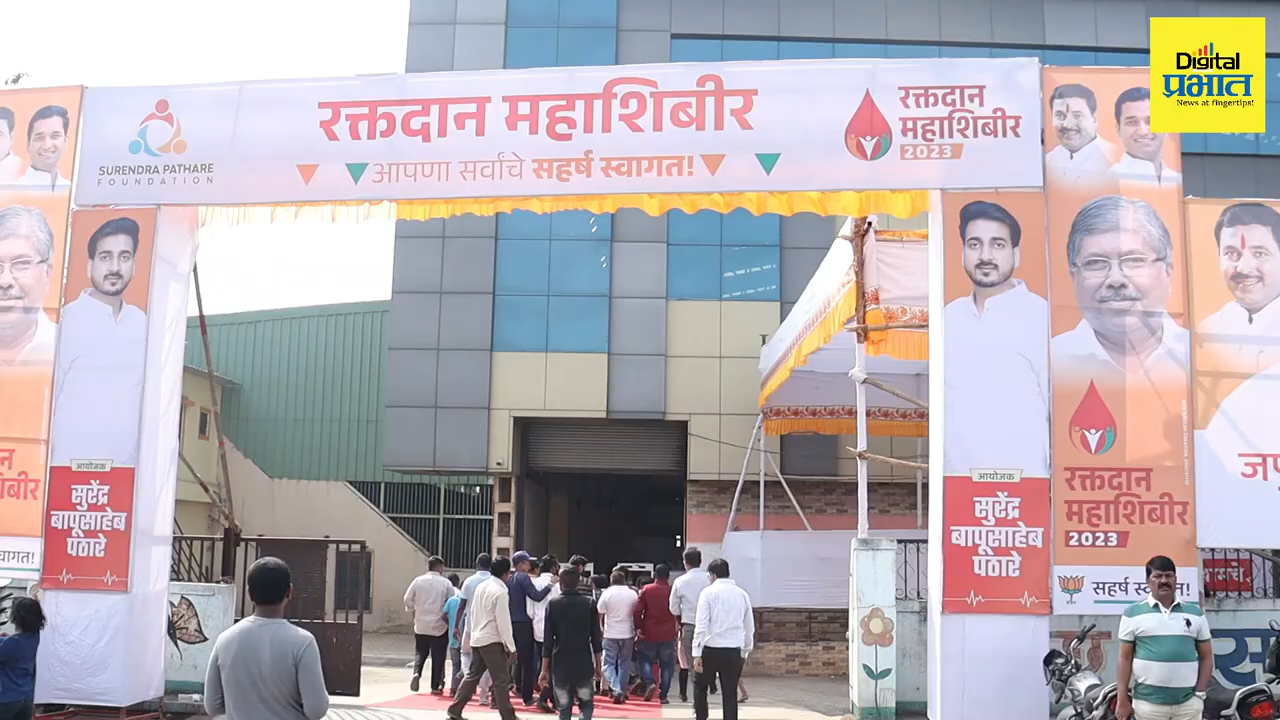 Digital
प्रभात
News at fingertips!
SURENDRA PATHARE
FOUNDATION
रक्तदान महाशिबीर
आपणा सर्वांचे सहर्ष स्वागत!
रक्तदान
महाशिबीर
2023
आयोजक
सुरेंद्र
बापूसाहेब
पठारे
आयोजक
सुरेंद्र
बापूसाहेब
पठारे
रक्तदान
महाशिबीर
2023
सहर्ष